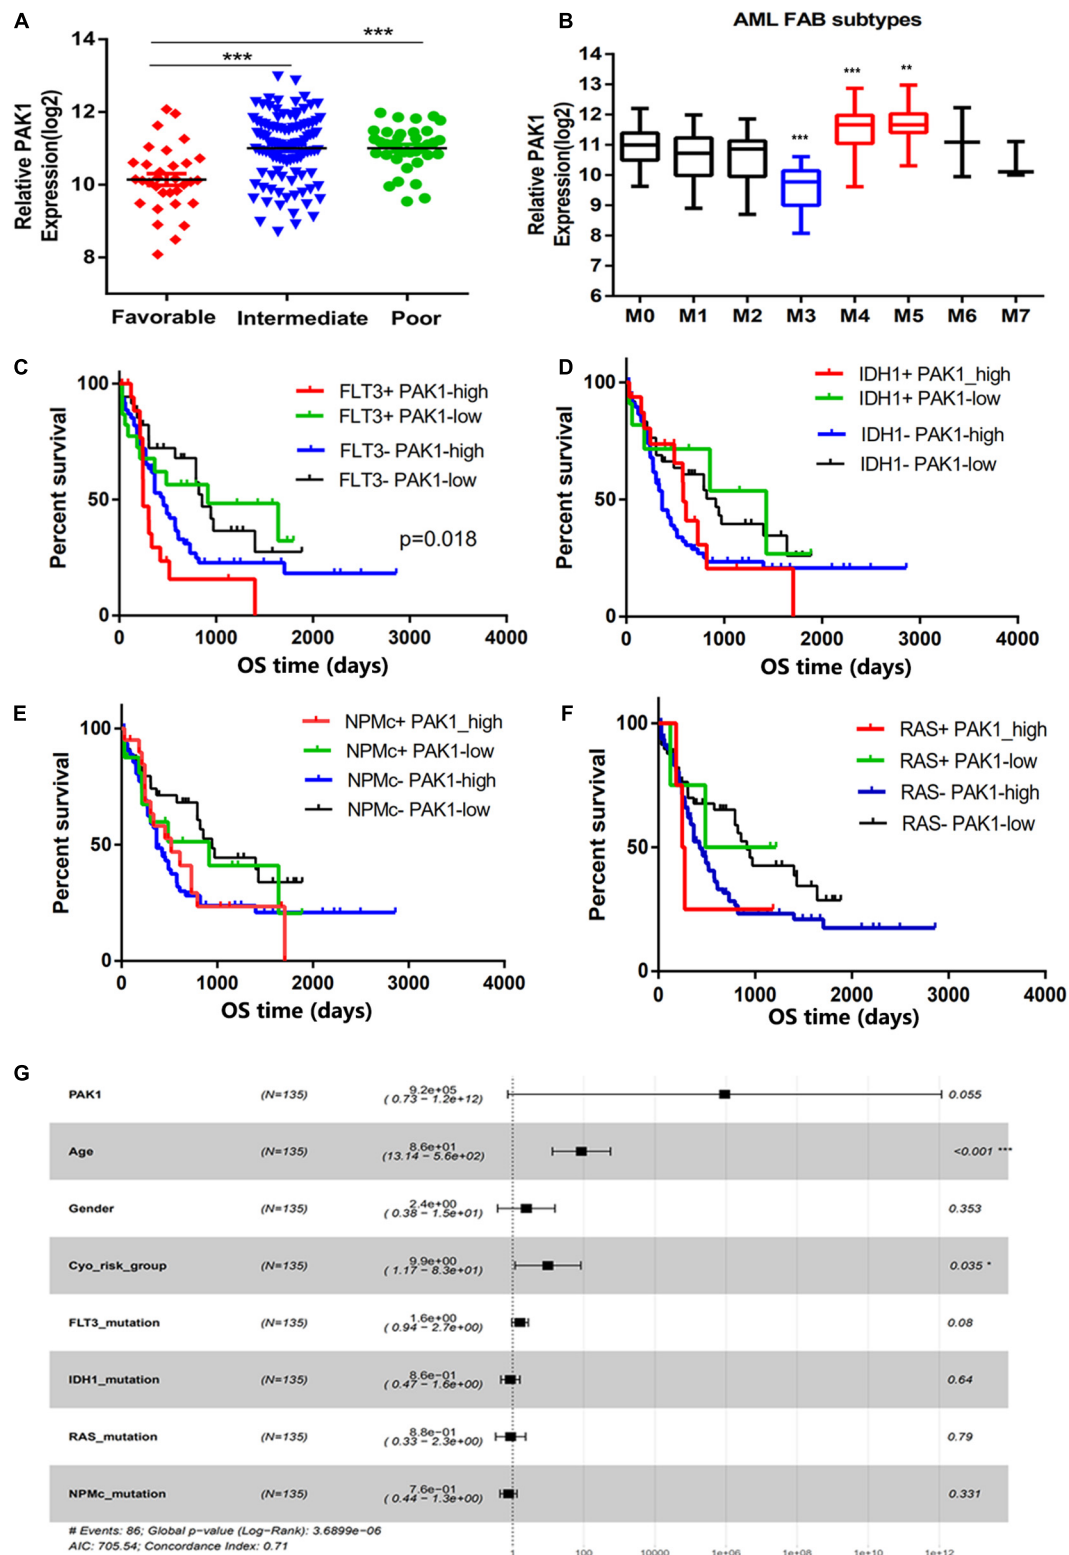 A
Relative PAK1
Expression(log2)
14
12
10
8
***
***
Favorable
Intermediate
Poor
B
AML FAB subtypes
Relative PAK1
Expression(log2)
14
13
12
11
10
9
8
7
6
***
***
**
M0
M1
M2
M3
M4
M5
M6
M7
C
Percent survival
100
50
0
FLT3+ PAK1-high
FLT3+ PAK1-low
FLT3- PAK1-high
FLT3- PAK1-low
p=0.018
0
1000
2000
3000
4000
OS time (days)
D
Percent survival
100
50
0
IDH1+ PAK1_high
IDH1+ PAK1-low
IDH1- PAK1-high
IDH1- PAK1-low
0
1000
2000
3000
4000
OS time (days)
E
Percent survival
100
50
0
NPMc+ PAK1_high
NPMc+ PAK1-low
NPMc- PAK1-high
NPMc- PAK1-low
0
1000
2000
3000
4000
OS time (days)
F
Percent survival
100
50
0
RAS+ PAK1_high
RAS+ PAK1-low
RAS- PAK1-high
RAS- PAK1-low
0
1000
2000
3000
4000
OS time (days)
G
PAK1 (N=135) 9.2e+05 ( 0.73 − 1.2e+12) 0.055
Age (N=135) 8.6e+01 (13.14 − 5.6e+02) <0.001 ***
Gender (N=135) 2.4e+00 ( 0.38 − 1.5e+01) 0.353
Cyo_risk_group (N=135) 9.9e+00 ( 1.17 − 8.3e+01) 0.035 *
FLT3_mutation (N=135) 1.6e+00 ( 0.94 − 2.7e+00) 0.08
IDH1_mutation (N=135) 8.6e−01 ( 0.47 − 1.6e+00) 0.64
RAS_mutation (N=135) 8.8e−01 ( 0.33 − 2.3e+00) 0.79
NPMc_mutation (N=135) 7.6e−01 ( 0.44 − 1.3e+00) 0.331
# Events: 86; Global p−value (Log−Rank): 3.6899e−06
AIC: 705.54; Concordance Index: 0.71
1 100 10000 1e+06 1e+08 1e+10 1e+12